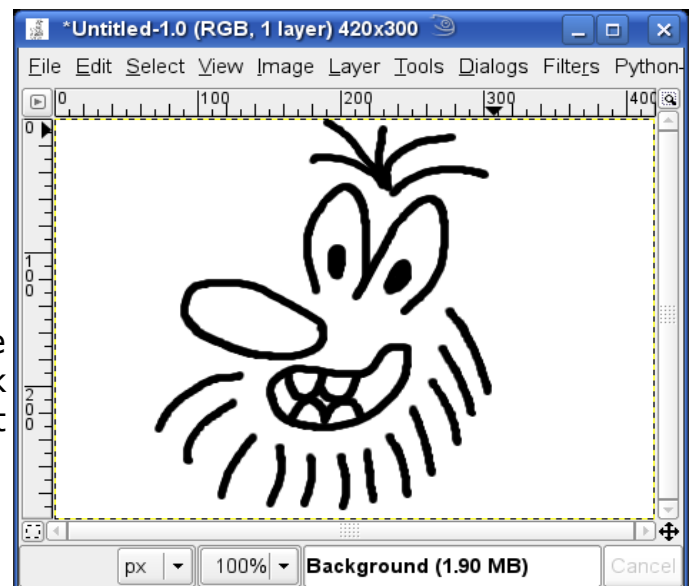 *Untitled-1.0 (RGB, 1 layer) 420x300
File Edit Select View Image Layer Tools Dialogs Filters Python-
0 100 200 300 400
0
100
200
px 100% Background (1.90 MB) Cancel